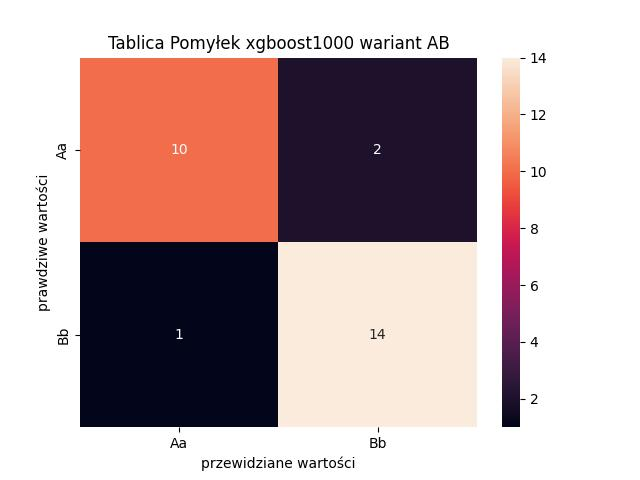 Tablica Pomyłek xgboost1000 wariant AB
prawdziwe wartości
Aa
Bb
10
2
1
14
Aa
Bb
przewidziane wartości
14
12
10
8
6
4
2